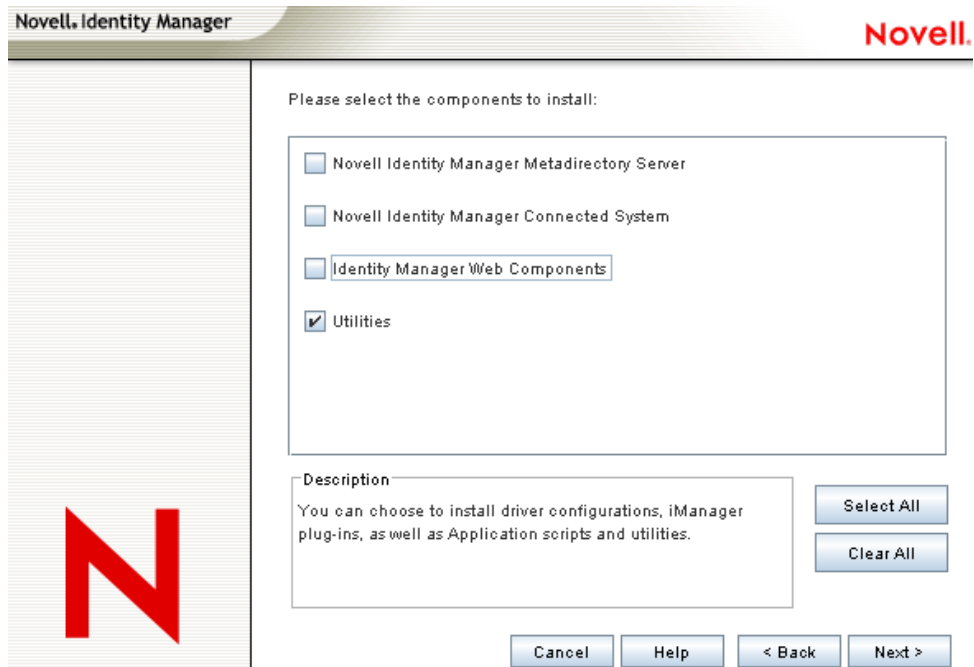 Novell. Identity Manager
Novell.
Please select the components to install:
Novell Identity Manager Metadirectory Server
Novell Identity Manager Connected System
Identity Manager Web Components
Utilities
Description
You can choose to install driver configurations, iManager
plug-ins, as well as Application scripts and utilities.
Select All
Clear All
N
Cancel
Help
< Back
Next >